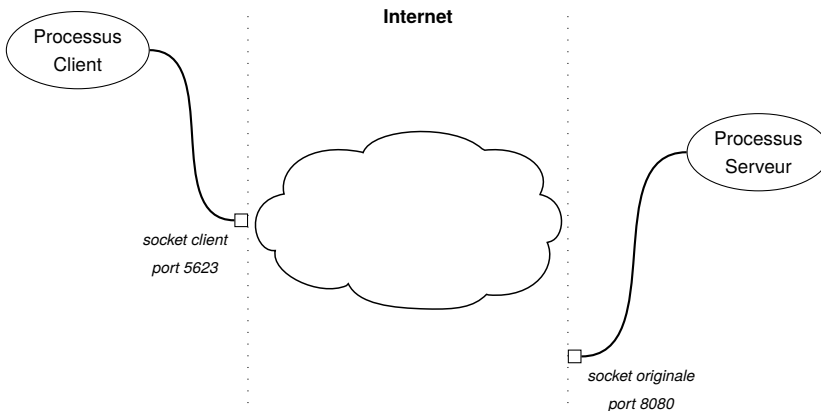 Internet
Processus
Client
Processus
Serveur
socket client
port 5623
socket originale
port 8080